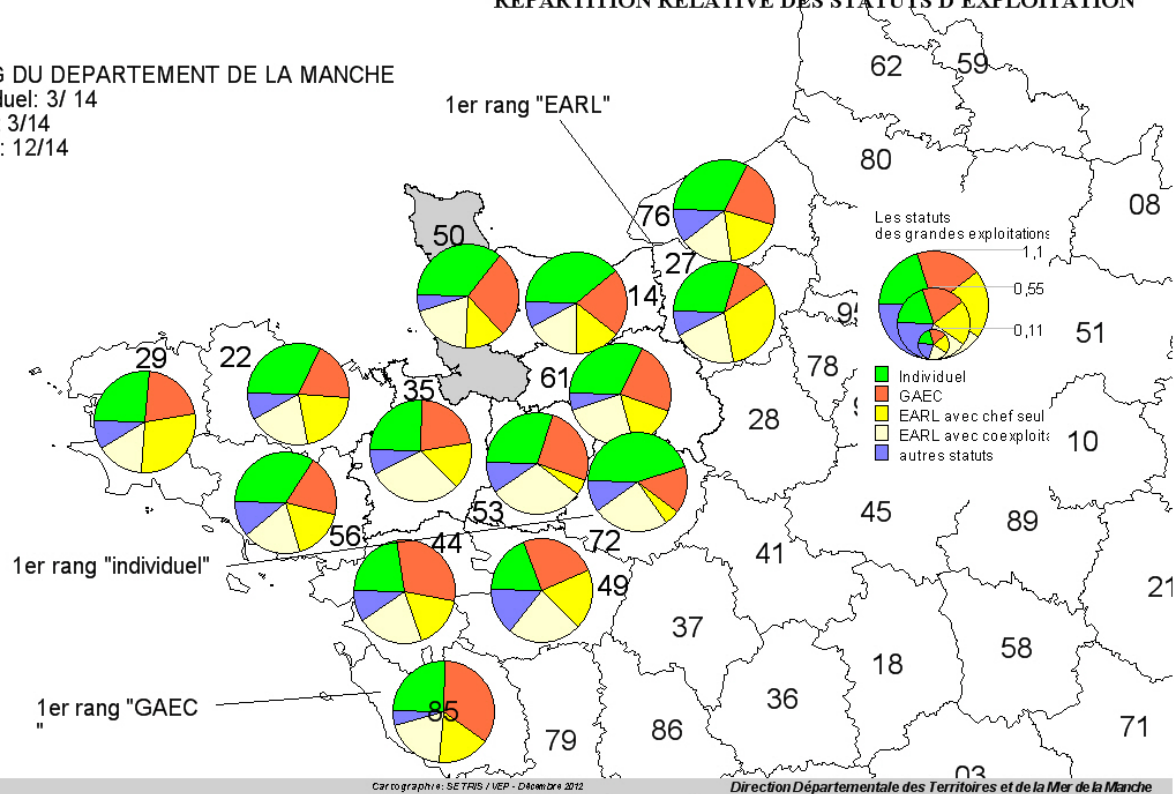 REPARTITION RELATIVE DES STATUTS D'EXPLOITATION
DU DEPARTEMENT DE LA MANCHE
duel: 3/ 14
: 3/14
: 12/14
1er rang "EARL"
62
59
80
08
76
50
27
14
Les statuts
des grandes exploitations
1,1
0,55
0,11
51
78
29
22
35
61
28
10
Individuel
GAEC
EARL avec chef seul
EARL avec coexploita
autres statuts
45
89
53
56
44
72
41
1er rang "individuel"
49
21
37
58
18
36
1er rang "GAEC
"
85
79
86
71
03
Cartographie: SETRIS / VEP - Décembre 2012
Direction Départementale des Territoires et de la Mer de la Manche